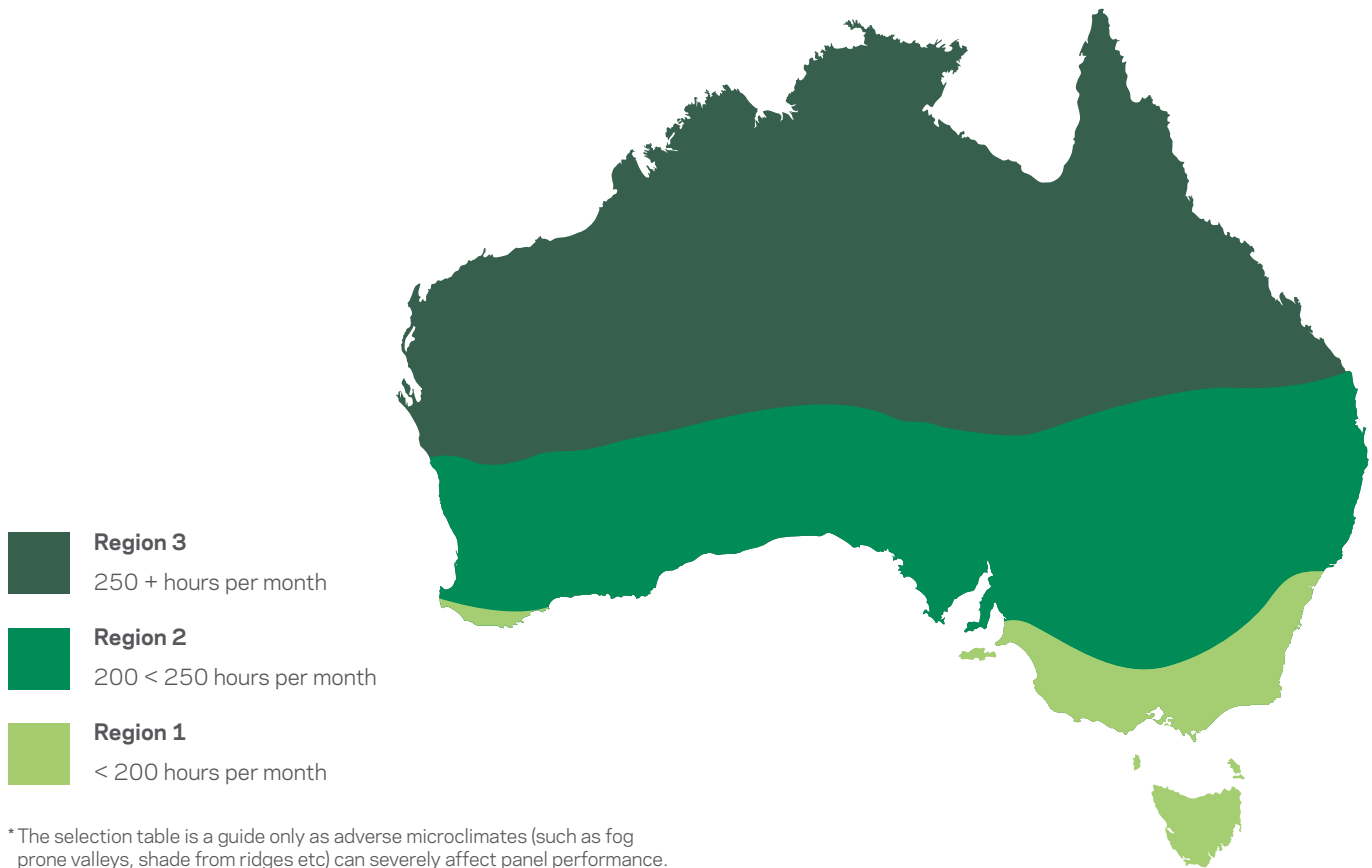 Region 3
250 + hours per month
Region 2
200 < 250 hours per month
Region 1
< 200 hours per month
* The selection table is a guide only as adverse microclimates (such as fog
prone valleys, shade from ridges etc) can severely affect panel performance.